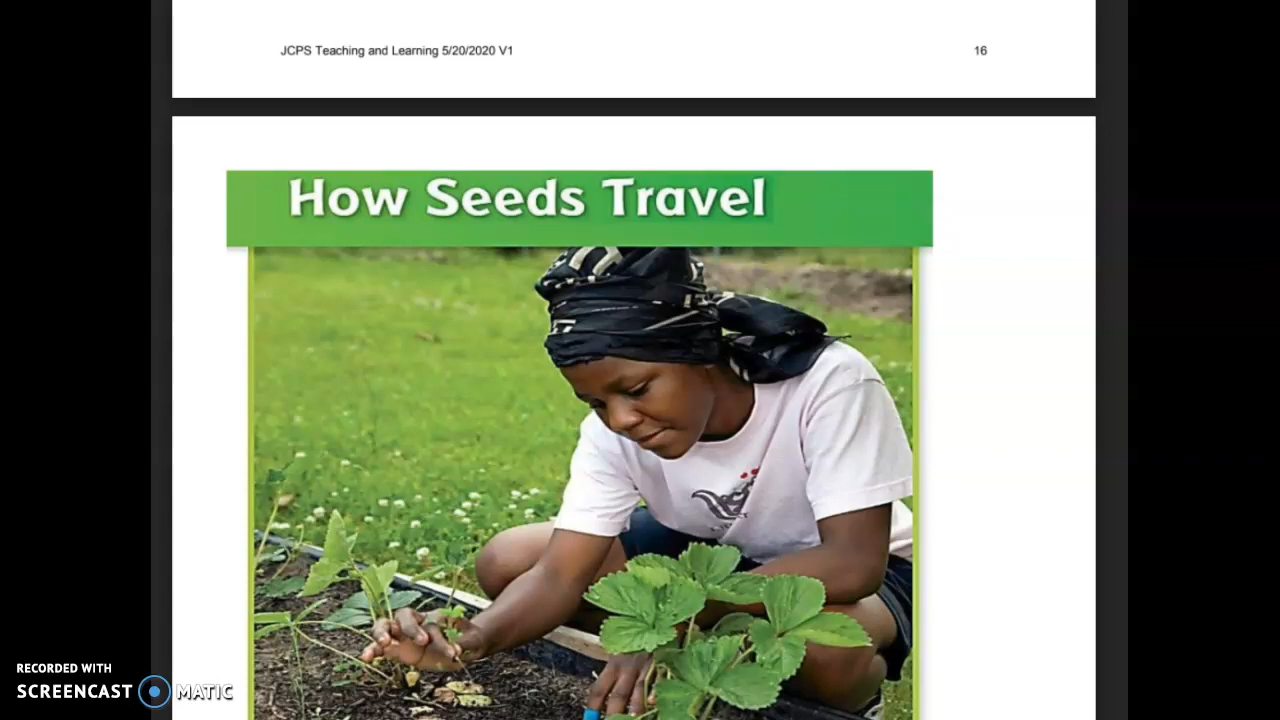 JCPS Teaching and Learning 5/20/2020 V1 16
How Seeds Travel
RECORDED WITH
SCREENCAST MATIC